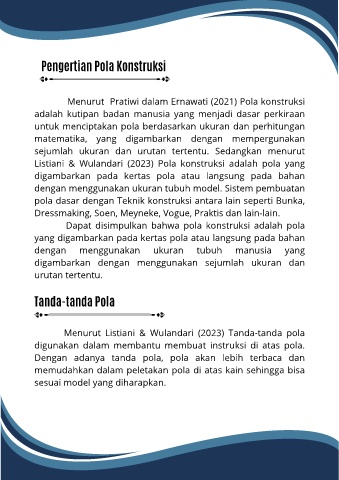 Pengertian Pola Konstruksi
Menurut Pratiwi dalam Ernawati (2021) Pola konstruksi
adalah kutipan badan manusia yang menjadi dasar perkiraan
untuk menciptakan pola berdasarkan ukuran dan perhitungan
matematika, yang digambarkan dengan mempergunakan
sejumlah ukuran dan urutan tertentu. Sedangkan menurut
Listiani & Wulandari (2023) Pola konstruksi adalah pola yang
digambarkan pada kertas pola atau langsung pada bahan
dengan menggunakan ukuran tubuh model. Sistem pembuatan
pola dasar dengan Teknik konstruksi antara lain seperti Bunka,
Dressmaking, Soen, Meyneke, Vogue, Praktis dan lain-lain.
Dapat disimpulkan bahwa pola konstruksi adalah pola
yang digambarkan pada kertas pola atau langsung pada bahan
dengan menggunakan ukuran tubuh manusia yang
digambarkan dengan menggunakan sejumlah ukuran dan
urutan tertentu.
Tanda-tanda Pola
Menurut Listiani & Wulandari (2023) Tanda-tanda pola
digunakan dalam membantu membuat instruksi di atas pola.
Dengan adanya tanda pola, pola akan lebih terbaca dan
memudahkan dalam peletakan pola di atas kain sehingga bisa
sesuai model yang diharapkan.